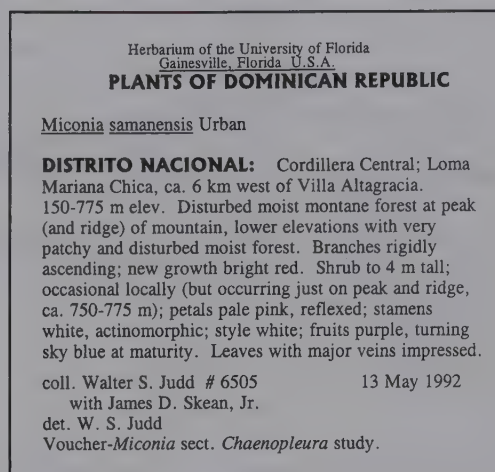 Herbarium of the University of Florida
Gainesville, Florida U.S.A.
PLANTS OF DOMINICAN REPUBLIC
Miconia samanensis Urban
DISTRITO NACIONAL: Cordillera Central; Loma
Mariana Chica, ca. 6 km west of Villa Altagracia.
150-775 m elev. Disturbed moist montane forest at peak
(and ridge) of mountain, lower elevations with very
patchy and disturbed moist forest. Branches rigidly
ascending; new growth bright red. Shrub to 4 m tall;
occasional locally (but occurring just on peak and ridge,
ca. 750-775 m); petals pale pink, reflexed; stamens
white, actinomorphic; style white; fruits purple, turning
sky blue at maturity. Leaves with major veins impressed.
coll. Walter S. Judd # 6505 13 May 1992
with James D. Skean, Jr.
det. W. S. Judd
Voucher-Miconia sect. Chaenopleura study.